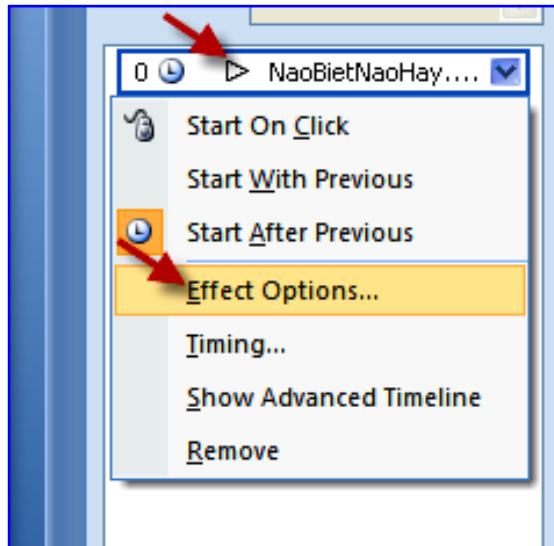 0 NaoBietNaoHay....
Start On Click
Start With Previous
Start After Previous
Effect Options...
Timing...
Show Advanced Timeline
Remove